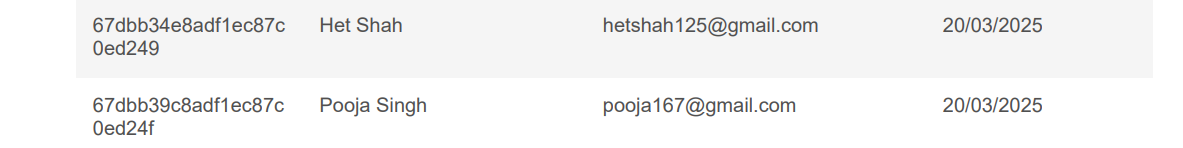 67dbb34e8adf1ec87c Het Shah hetshah125@gmail.com 20/03/2025
0ed249
67dbb39c8adf1ec87c Pooja Singh pooja167@gmail.com 20/03/2025
0ed24f